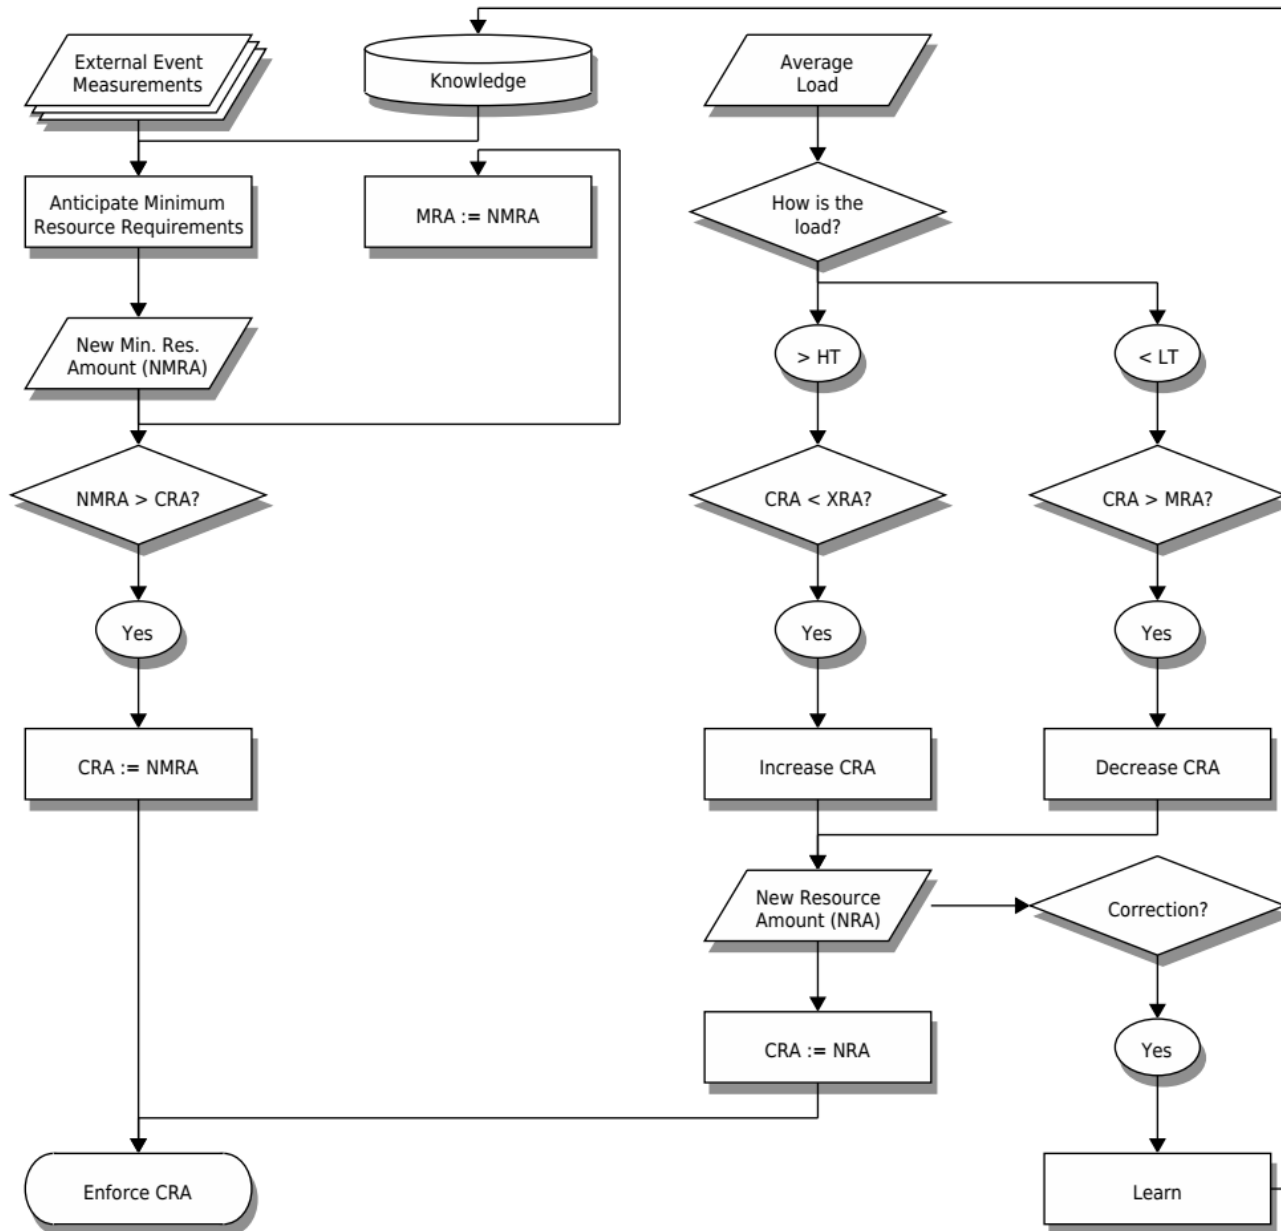 External Event
Measurements
Knowledge
Average
Load
Anticipate Minimum
Resource Requirements
MRA := NMRA
How is the
load?
New Min. Res.
Amount (NMRA)
> HT
< LT
NMRA > CRA?
CRA < XRA?
CRA > MRA?
Yes
Yes
Yes
CRA := NMRA
Increase CRA
Decrease CRA
New Resource
Amount (NRA)
Correction?
CRA := NRA
Yes
Enforce CRA
Learn